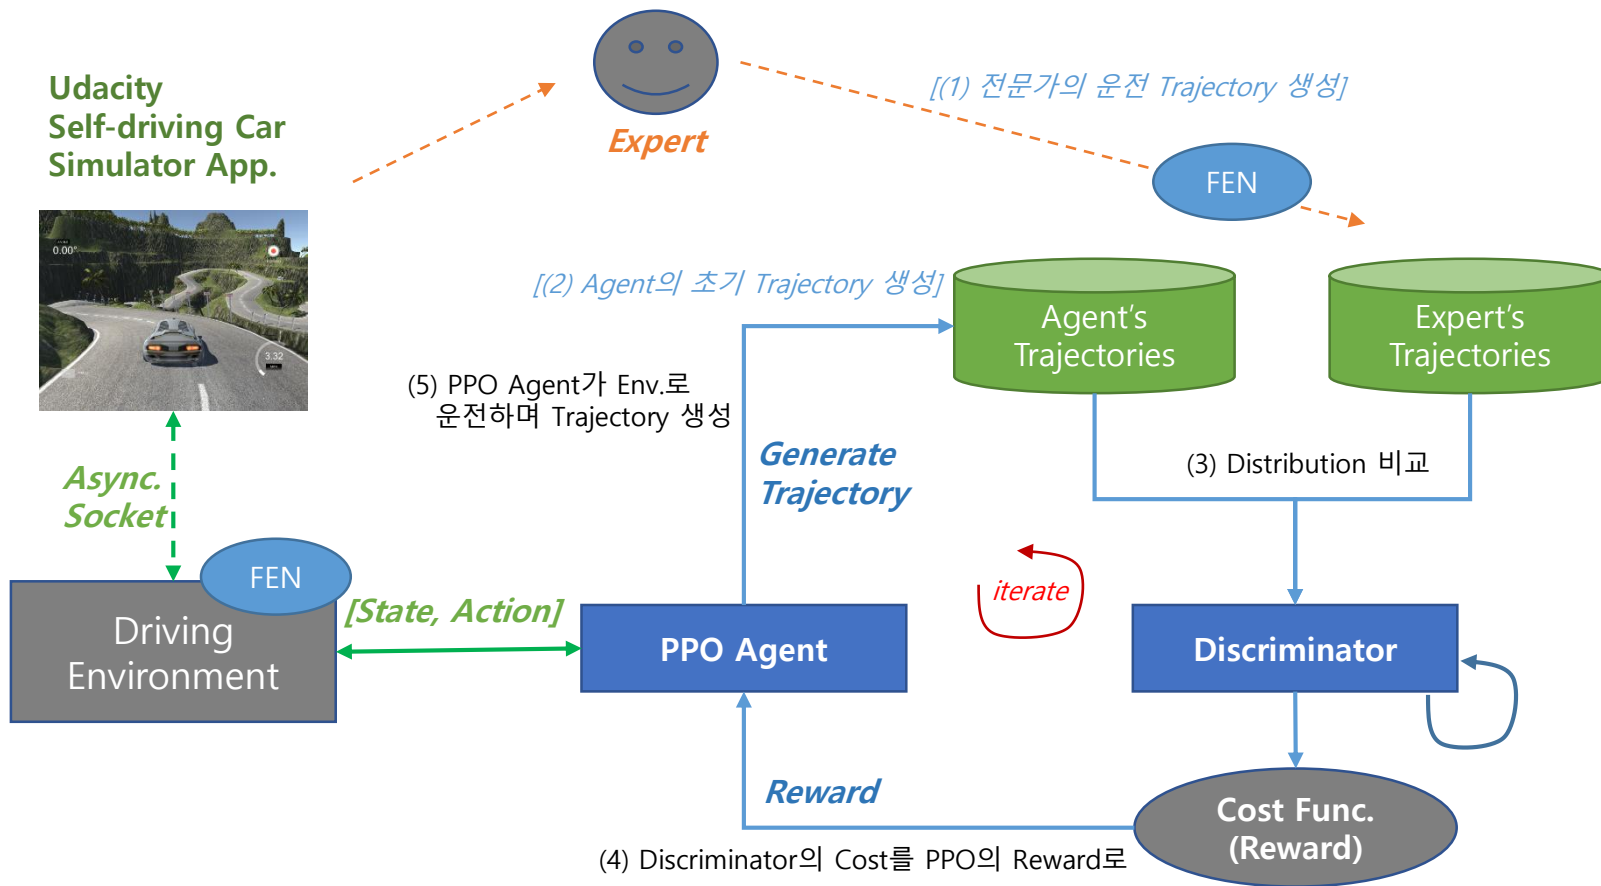 Udacity
Self-driving Car
Simulator App.
Expert
[(1) 전문가의 운전 Trajectory 생성]
FEN
0.00°
3.32
[(2) Agent의 초기 Trajectory 생성]
Agent's
Trajectories
Expert's
Trajectories
(5) PPO Agent가 Env.로
운전하며 Trajectory 생성
Generate
Trajectory
(3) Distribution 비교
Async.
Socket
FEN
Driving
Environment
[State, Action]
PPO Agent
iterate
Discriminator
Reward
Cost Func.
(Reward)
(4) Discriminator의 Cost를 PPO의 Reward로